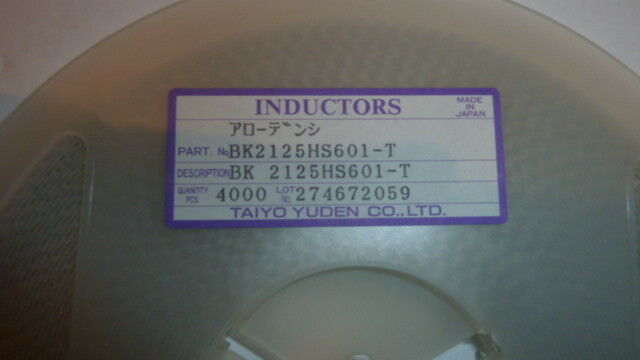 INDUCTORS
MADE IN JAPAN
アローデンシ
PART. No. BK2125HS601-T
DESCRIPTION BK 2125HS601-T
QUANTITY PCS 4000 LOT No 274672059
TAIYO YUDEN CO.,LTD.